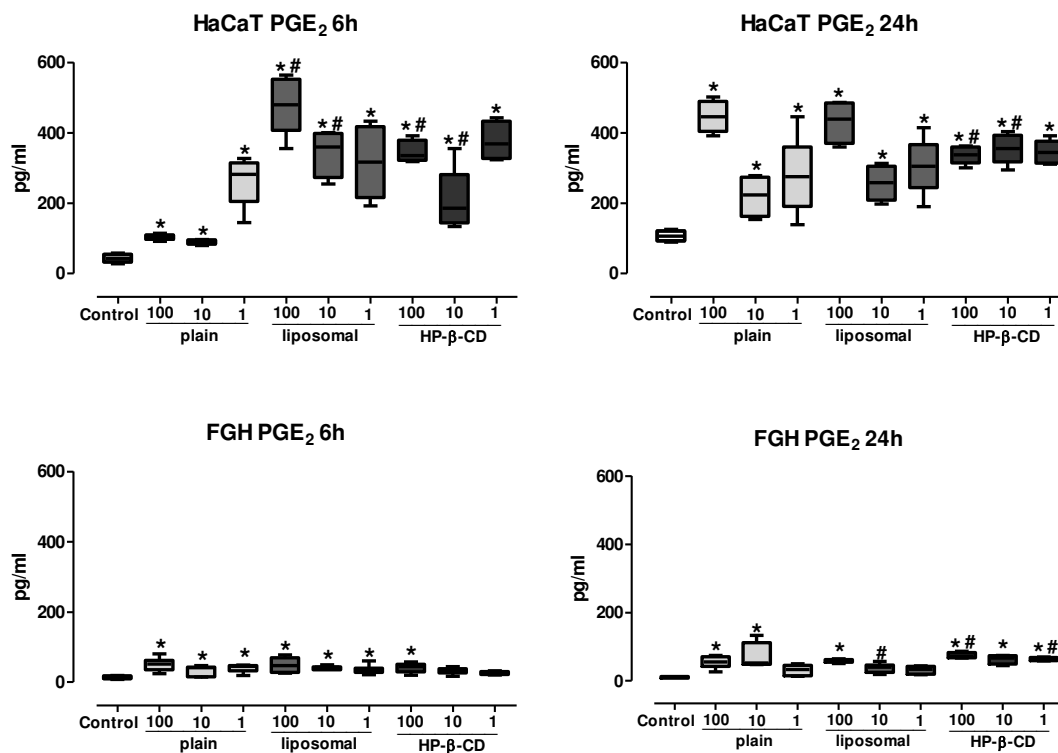 HaCaT PGE₂ 6h
600
400
200
0
pg/ml
* * * *# *# * *# *# *
Control 100 10 1 100 10 1 100 10 1
plain liposomal HP-β-CD
HaCaT PGE₂ 24h
600
400
200
0
pg/ml
* * * * * * *# *# *
Control 100 10 1 100 10 1 100 10 1
plain liposomal HP-β-CD
FGH PGE₂ 6h
600
400
200
0
pg/ml
* * * * * * *
Control 100 10 1 100 10 1 100 10 1
plain liposomal HP-β-CD
FGH PGE₂ 24h
600
400
200
0
pg/ml
* * * # *# * *#
Control 100 10 1 100 10 1 100 10 1
plain liposomal HP-β-CD